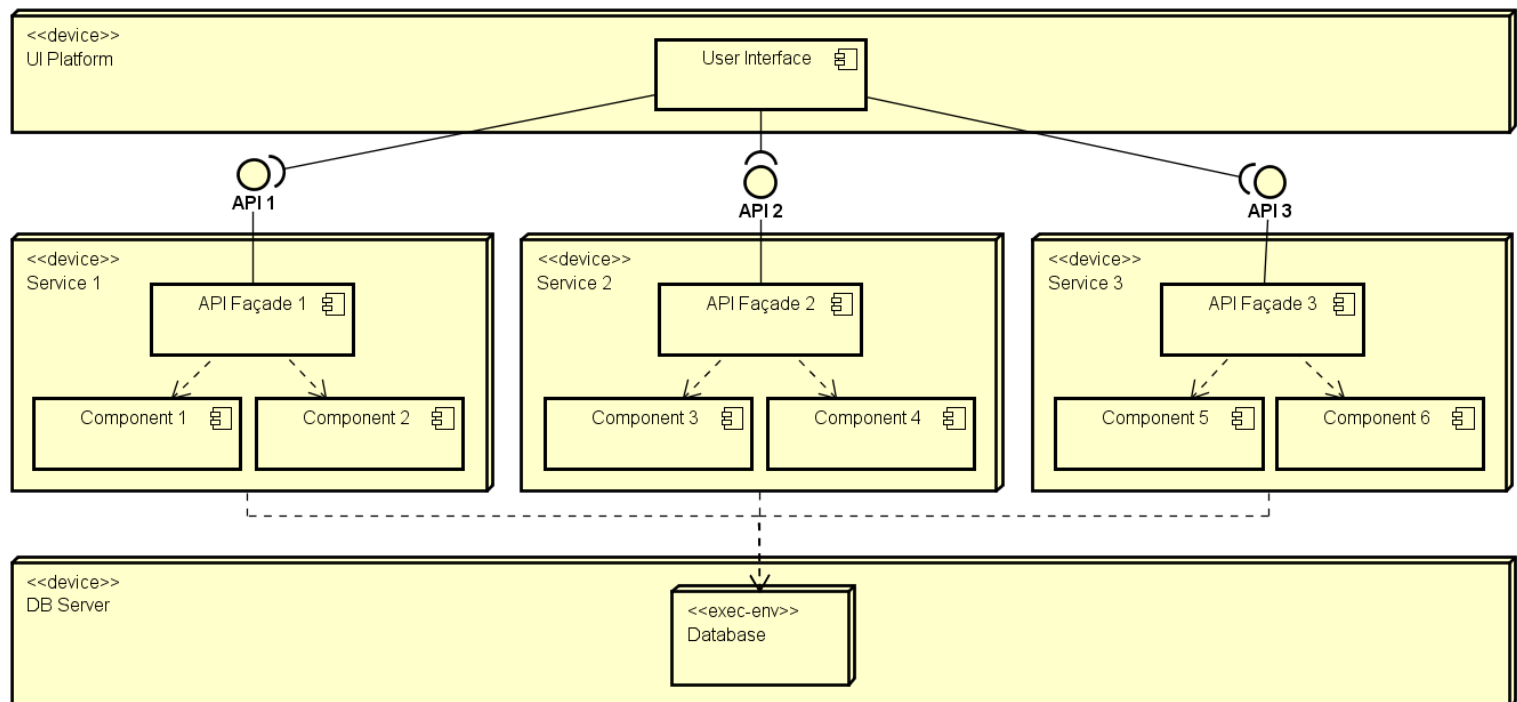 <<device>>
UI Platform
User Interface
API 1
API 2
API 3
<<device>>
Service 1
API Façade 1
Component 1
Component 2
<<device>>
Service 2
API Façade 2
Component 3
Component 4
<<device>>
Service 3
API Façade 3
Component 5
Component 6
<<device>>
DB Server
<<exec-env>>
Database